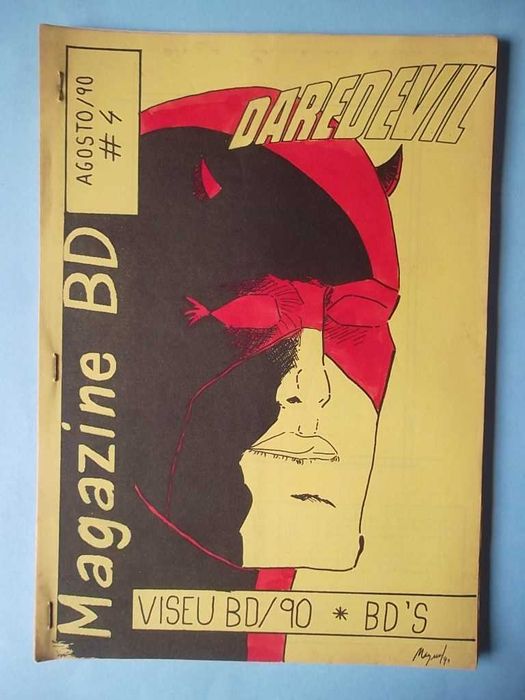 AGOSTO/90
#4
DAREDEVIL
Magazine BD
VISEU BD/90 * BD'S